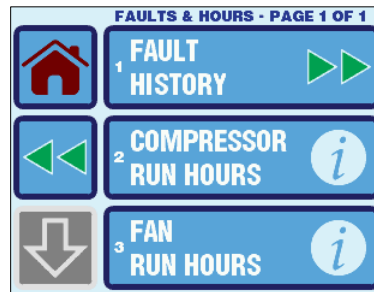 FAULTS & HOURS - PAGE 1 OF 1
1 FAULT
HISTORY
2 COMPRESSOR
RUN HOURS
i
3 FAN
RUN HOURS
i